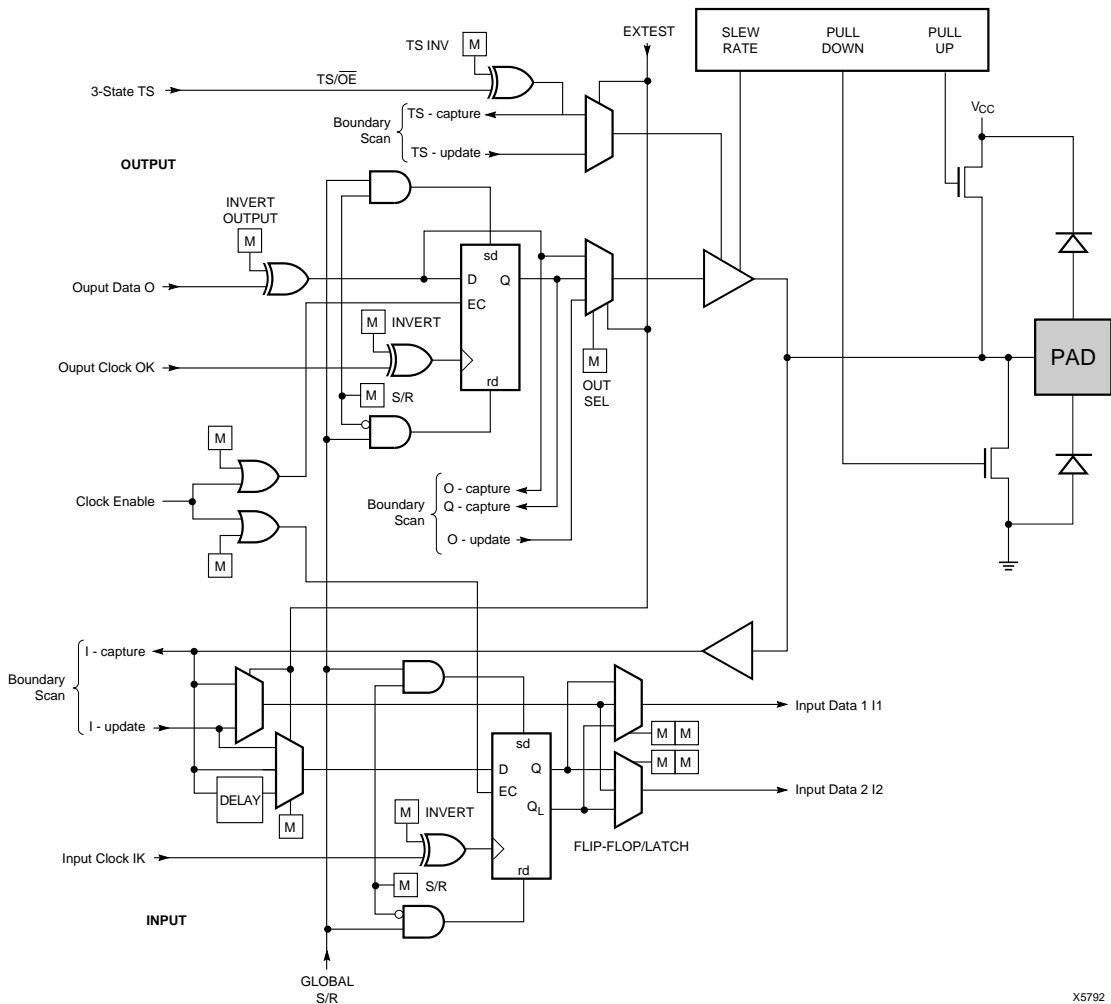 EXTEST
SLEW
RATE
PULL
DOWN
PULL
UP
TS INV
M
TS/OE
3-State TS
VCC
TS - capture
Boundary
Scan
TS - update
OUTPUT
INVERT
OUTPUT
M
sd
D
Q
Ouput Data O
EC
M
INVERT
PAD
Ouput Clock OK
M
OUT
SEL
rd
M
S/R
M
Clock Enable
O - capture
Q - capture
Boundary
Scan
O - update
M
I - capture
Boundary
Scan
I - update
Input Data 1 I1
M M
sd
M M
D
Q
EC
Input Data 2 I2
DELAY
QL
M
INVERT
M
FLIP-FLOP/LATCH
Input Clock IK
rd
M
S/R
INPUT
GLOBAL
S/R
X5792